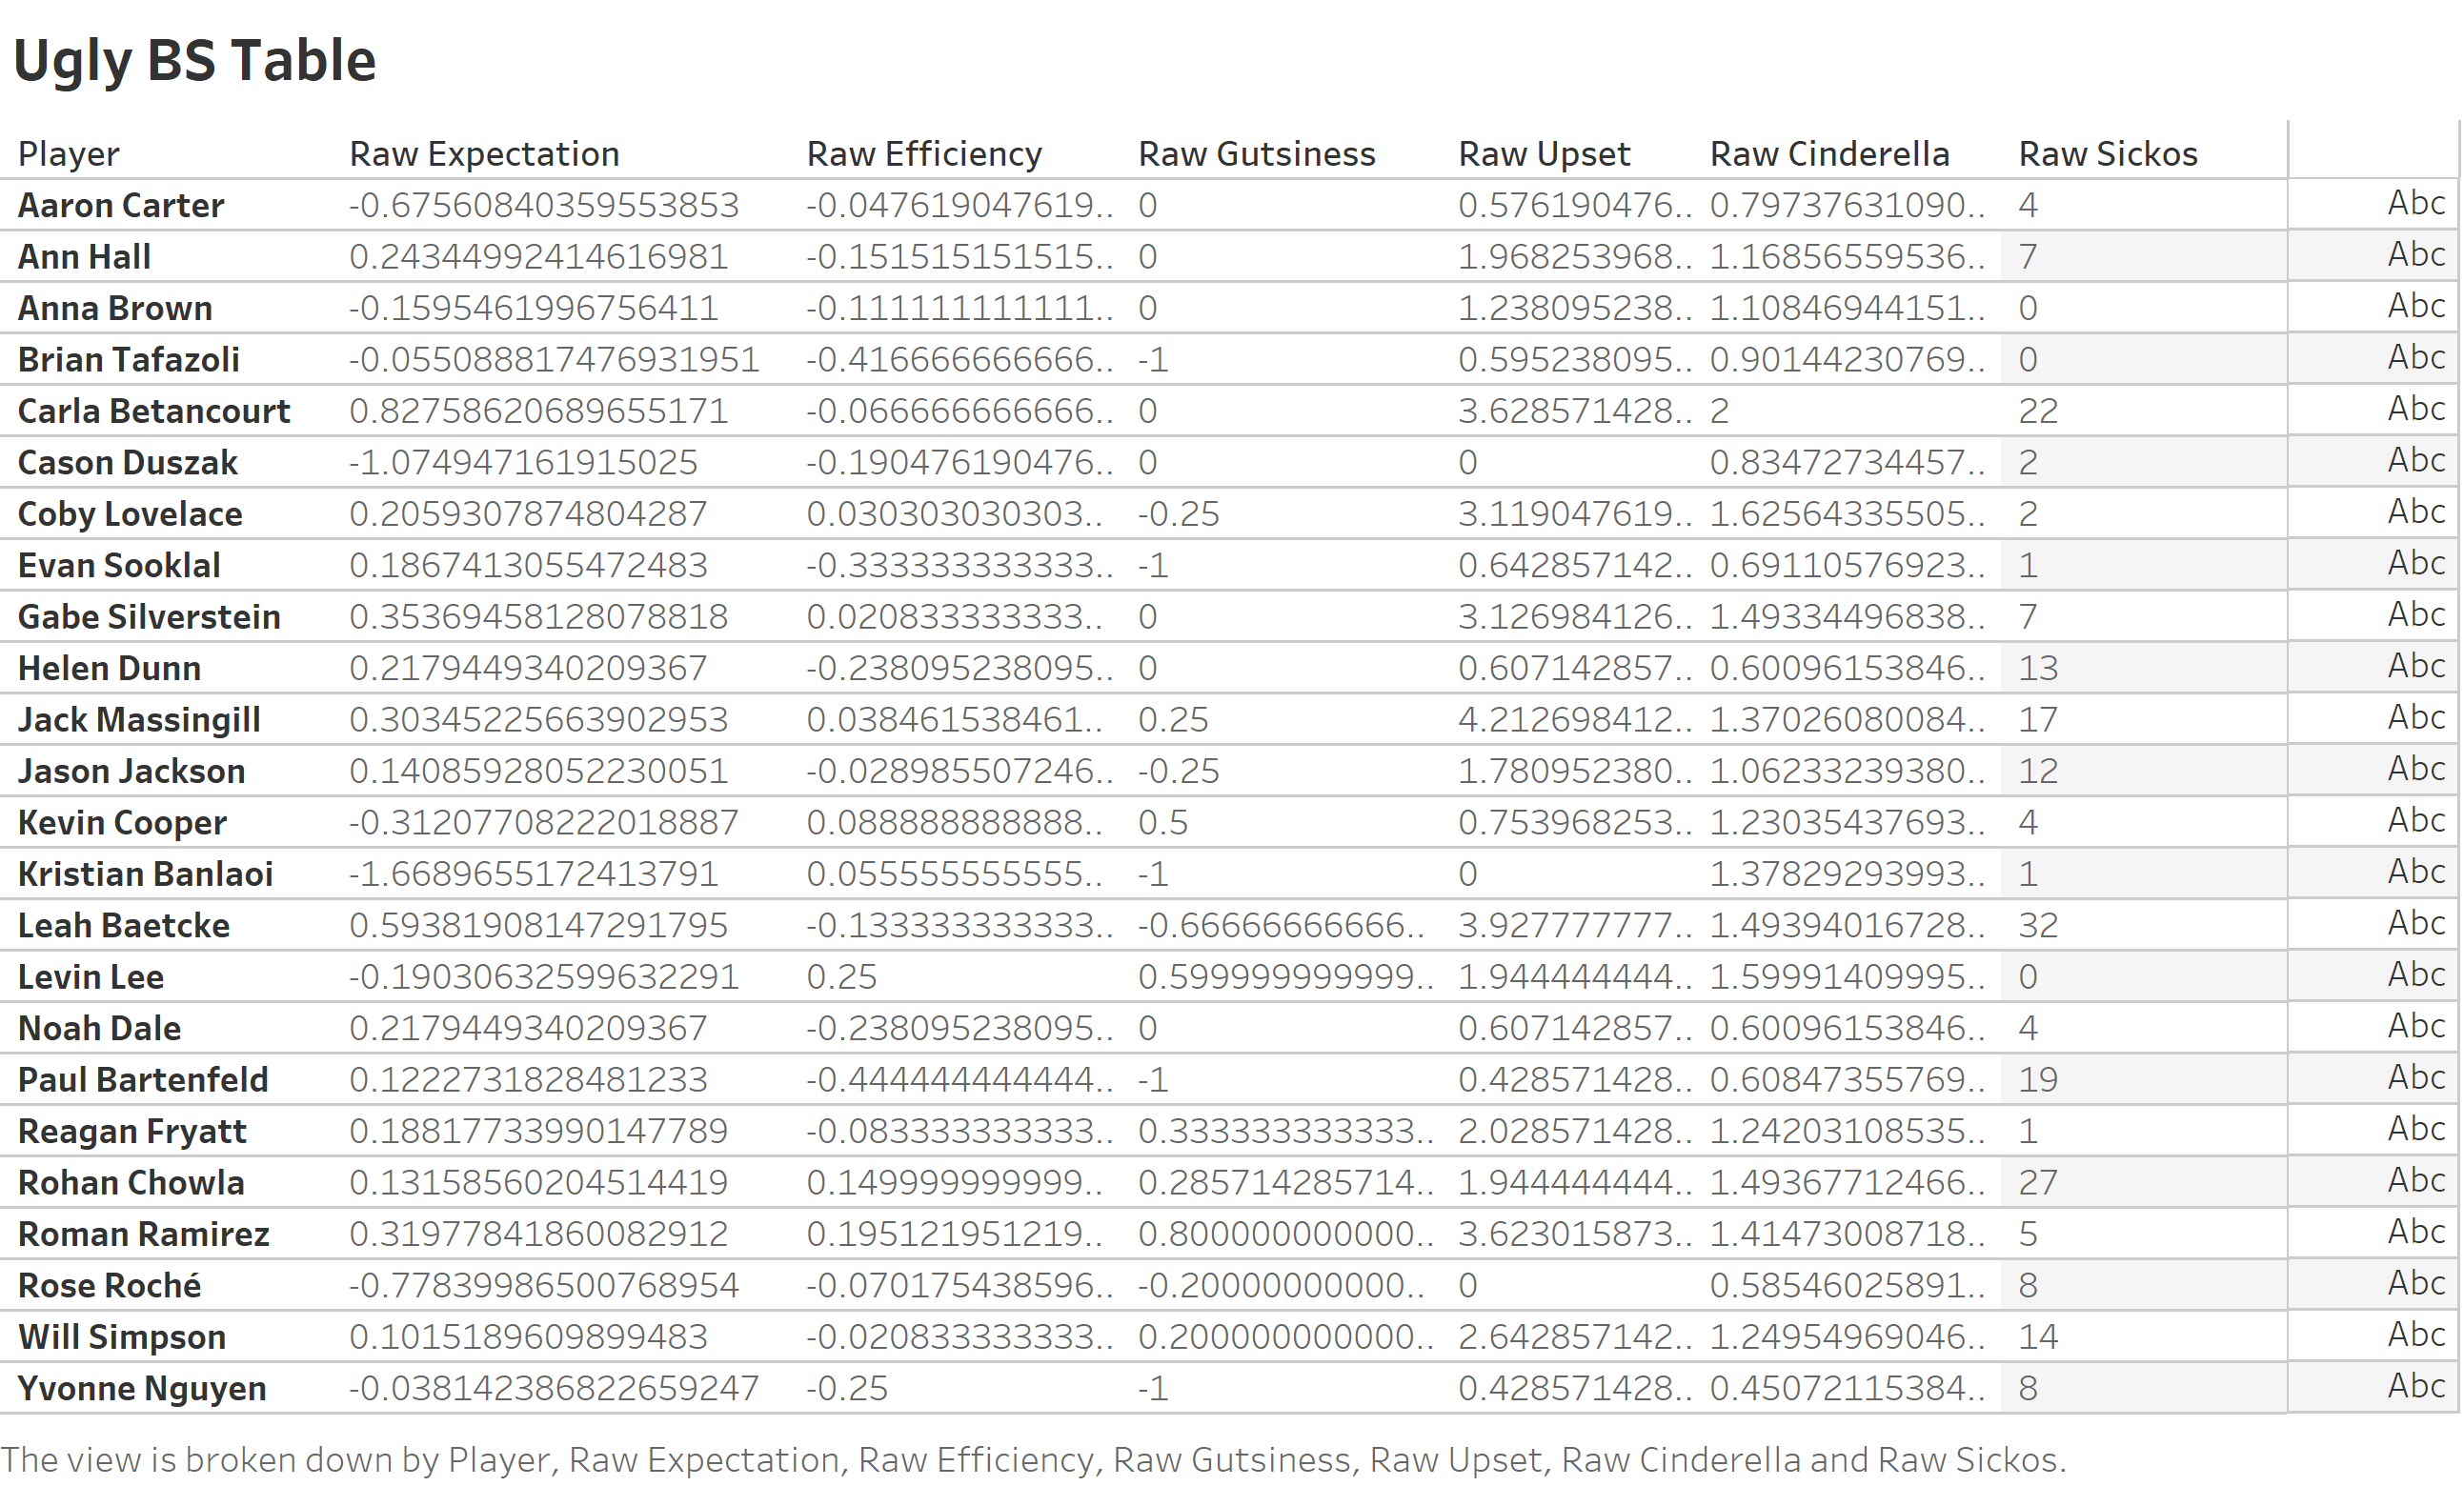 Ugly BS Table
Player Raw Expectation Raw Efficiency Raw Gutsiness Raw Upset Raw Cinderella Raw Sickos
Aaron Carter -0.67560840359553853 -0.047619047619.. 0 0.576190476.. 0.79737631090.. 4 Abc
Ann Hall 0.24344992414616981 -0.151515151515.. 0 1.968253968.. 1.16856559536.. 7 Abc
Anna Brown -0.1595461996756411 -0.111111111111.. 0 1.238095238.. 1.10846944151.. 0 Abc
Brian Tafazoli -0.055088817476931951 -0.416666666666.. -1 0.595238095.. 0.90144230769.. 0 Abc
Carla Betancourt 0.82758620689655171 -0.066666666666.. 0 3.628571428.. 2 22 Abc
Cason Duszak -1.074947161915025 -0.190476190476.. 0 0 0.83472734457.. 2 Abc
Coby Lovelace 0.2059307874804287 0.030303030303.. -0.25 3.119047619.. 1.62564335505.. 2 Abc
Evan Sooklal 0.1867413055472483 -0.333333333333.. -1 0.642857142.. 0.69110576923.. 1 Abc
Gabe Silverstein 0.35369458128078818 0.020833333333.. 0 3.126984126.. 1.49334496838.. 7 Abc
Helen Dunn 0.2179449340209367 -0.238095238095.. 0 0.607142857.. 0.60096153846.. 13 Abc
Jack Massingill 0.30345225663902953 0.038461538461.. 0.25 4.212698412.. 1.37026080084.. 17 Abc
Jason Jackson 0.14085928052230051 -0.028985507246.. -0.25 1.780952380.. 1.06233239380.. 12 Abc
Kevin Cooper -0.31207708222018887 0.088888888888.. 0.5 0.753968253.. 1.23035437693.. 4 Abc
Kristian Banlaoi -1.6689655172413791 0.055555555555.. -1 0 1.37829293993.. 1 Abc
Leah Baetcke 0.59381908147291795 -0.133333333333.. -0.66666666666.. 3.927777777.. 1.49394016728.. 32 Abc
Levin Lee -0.19030632599632291 0.25 0.599999999999.. 1.944444444.. 1.59991409995.. 0 Abc
Noah Dale 0.2179449340209367 -0.238095238095.. 0 0.607142857.. 0.60096153846.. 4 Abc
Paul Bartenfeld 0.1222731828481233 -0.444444444444.. -1 0.428571428.. 0.60847355769.. 19 Abc
Reagan Fryatt 0.18817733990147789 -0.083333333333.. 0.333333333333.. 2.028571428.. 1.24203108535.. 1 Abc
Rohan Chowla 0.13158560204514419 0.149999999999.. 0.285714285714.. 1.944444444.. 1.49367712466.. 27 Abc
Roman Ramirez 0.31977841860082912 0.195121951219.. 0.800000000000.. 3.623015873.. 1.41473008718.. 5 Abc
Rose Roché -0.77839986500768954 -0.070175438596.. -0.20000000000.. 0 0.58546025891.. 8 Abc
Will Simpson 0.1015189609899483 -0.020833333333.. 0.200000000000.. 2.642857142.. 1.24954969046.. 14 Abc
Yvonne Nguyen -0.038142386822659247 -0.25 -1 0.428571428.. 0.45072115384.. 8 Abc
The view is broken down by Player, Raw Expectation, Raw Efficiency, Raw Gutsiness, Raw Upset, Raw Cinderella and Raw Sickos.